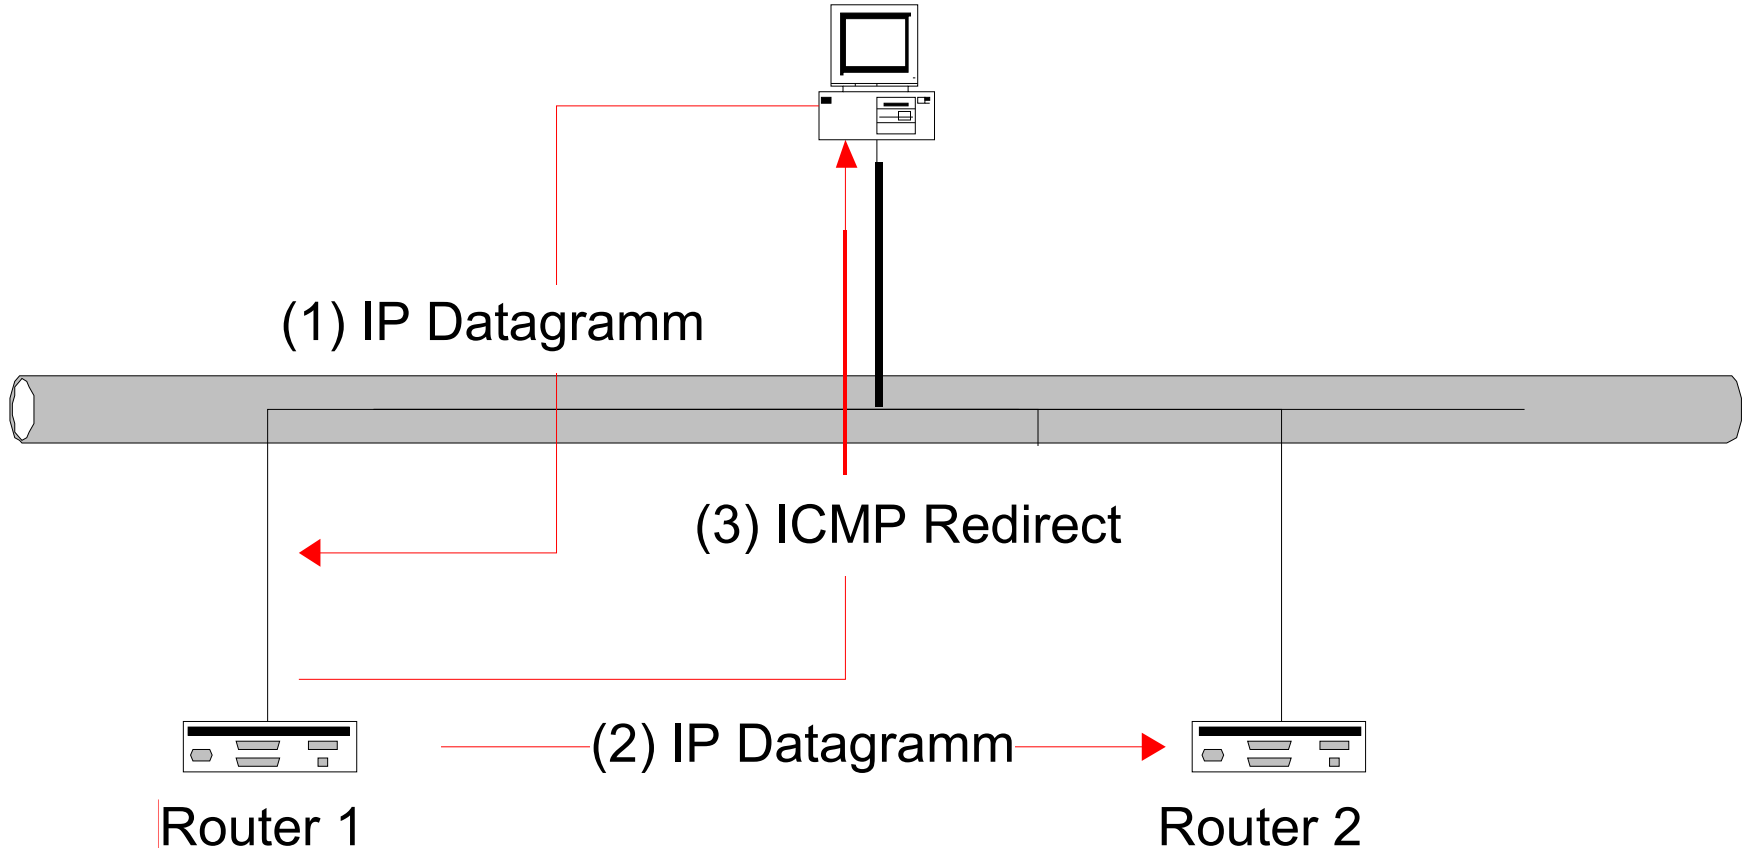 (1) IP Datagramm
(3) ICMP Redirect
(2) IP Datagramm
Router 1
Router 2